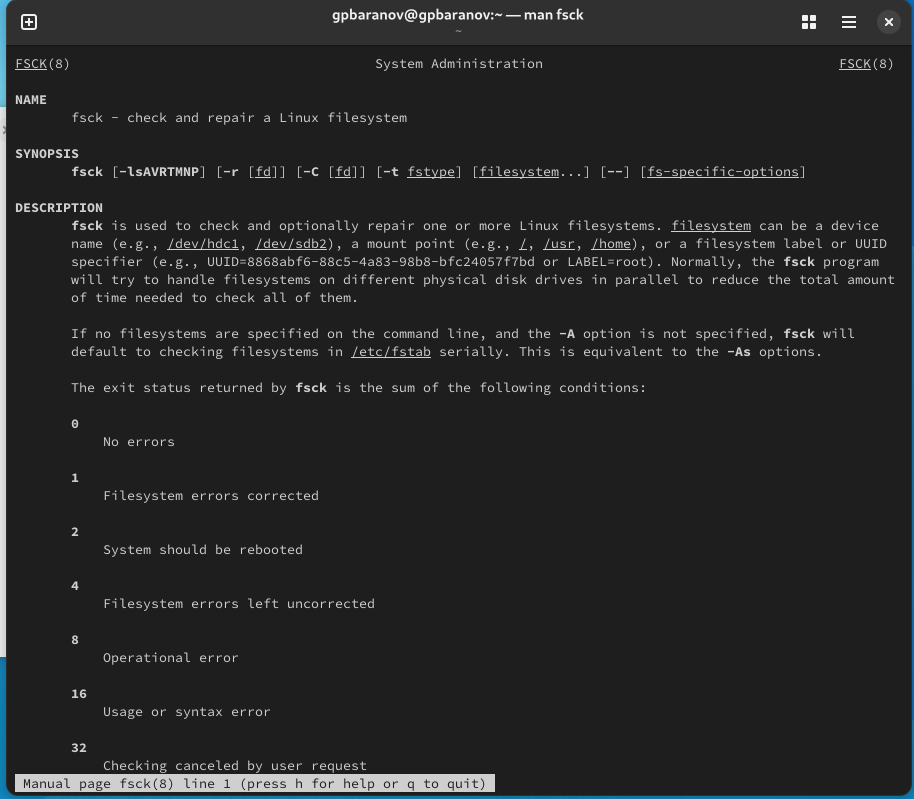 gpbaranov@gpbaranov:~ — man fsck
~
FSCK(8) System Administration FSCK(8)
NAME
fsck - check and repair a Linux filesystem
SYNOPSIS
fsck [-lsAVRTMNP] [-r [fd]] [-C [fd]] [-t fstype] [filesystem...] [--] [fs-specific-options]
DESCRIPTION
fsck is used to check and optionally repair one or more Linux filesystems. filesystem can be a device
name (e.g., /dev/hdc1, /dev/sdb2), a mount point (e.g., /, /usr, /home), or a filesystem label or UUID
specifier (e.g., UUID=8868abf6-88c5-4a83-98b8-bfc24057f7bd or LABEL=root). Normally, the fsck program
will try to handle filesystems on different physical disk drives in parallel to reduce the total amount
of time needed to check all of them.
If no filesystems are specified on the command line, and the -A option is not specified, fsck will
default to checking filesystems in /etc/fstab serially. This is equivalent to the -As options.
The exit status returned by fsck is the sum of the following conditions:
0
No errors
1
Filesystem errors corrected
2
System should be rebooted
4
Filesystem errors left uncorrected
8
Operational error
16
Usage or syntax error
32
Checking canceled by user request
Manual page fsck(8) line 1 (press h for help or q to quit)